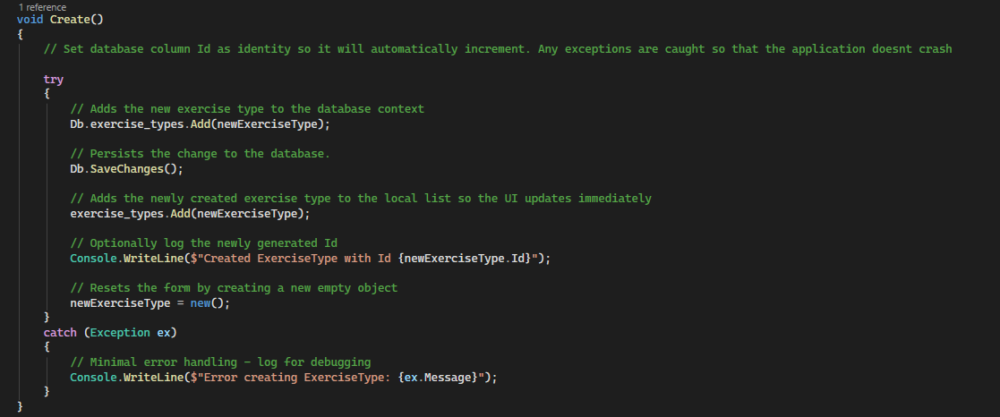 1 reference
void Create()
{
// Set database column Id as identity so it will automatically increment. Any exceptions are caught so that the application doesnt crash
try
{
// Adds the new exercise type to the database context
Db.exercise_types.Add(newExerciseType);
// Persists the change to the database.
Db.SaveChanges();
// Adds the newly created exercise type to the local list so the UI updates immediately
exercise_types.Add(newExerciseType);
// Optionally log the newly generated Id
Console.WriteLine($"Created ExerciseType with Id {newExerciseType.Id}");
// Resets the form by creating a new empty object
newExerciseType = new();
}
catch (Exception ex)
{
// Minimal error handling – log for debugging
Console.WriteLine($"Error creating ExerciseType: {ex.Message}");
}
}